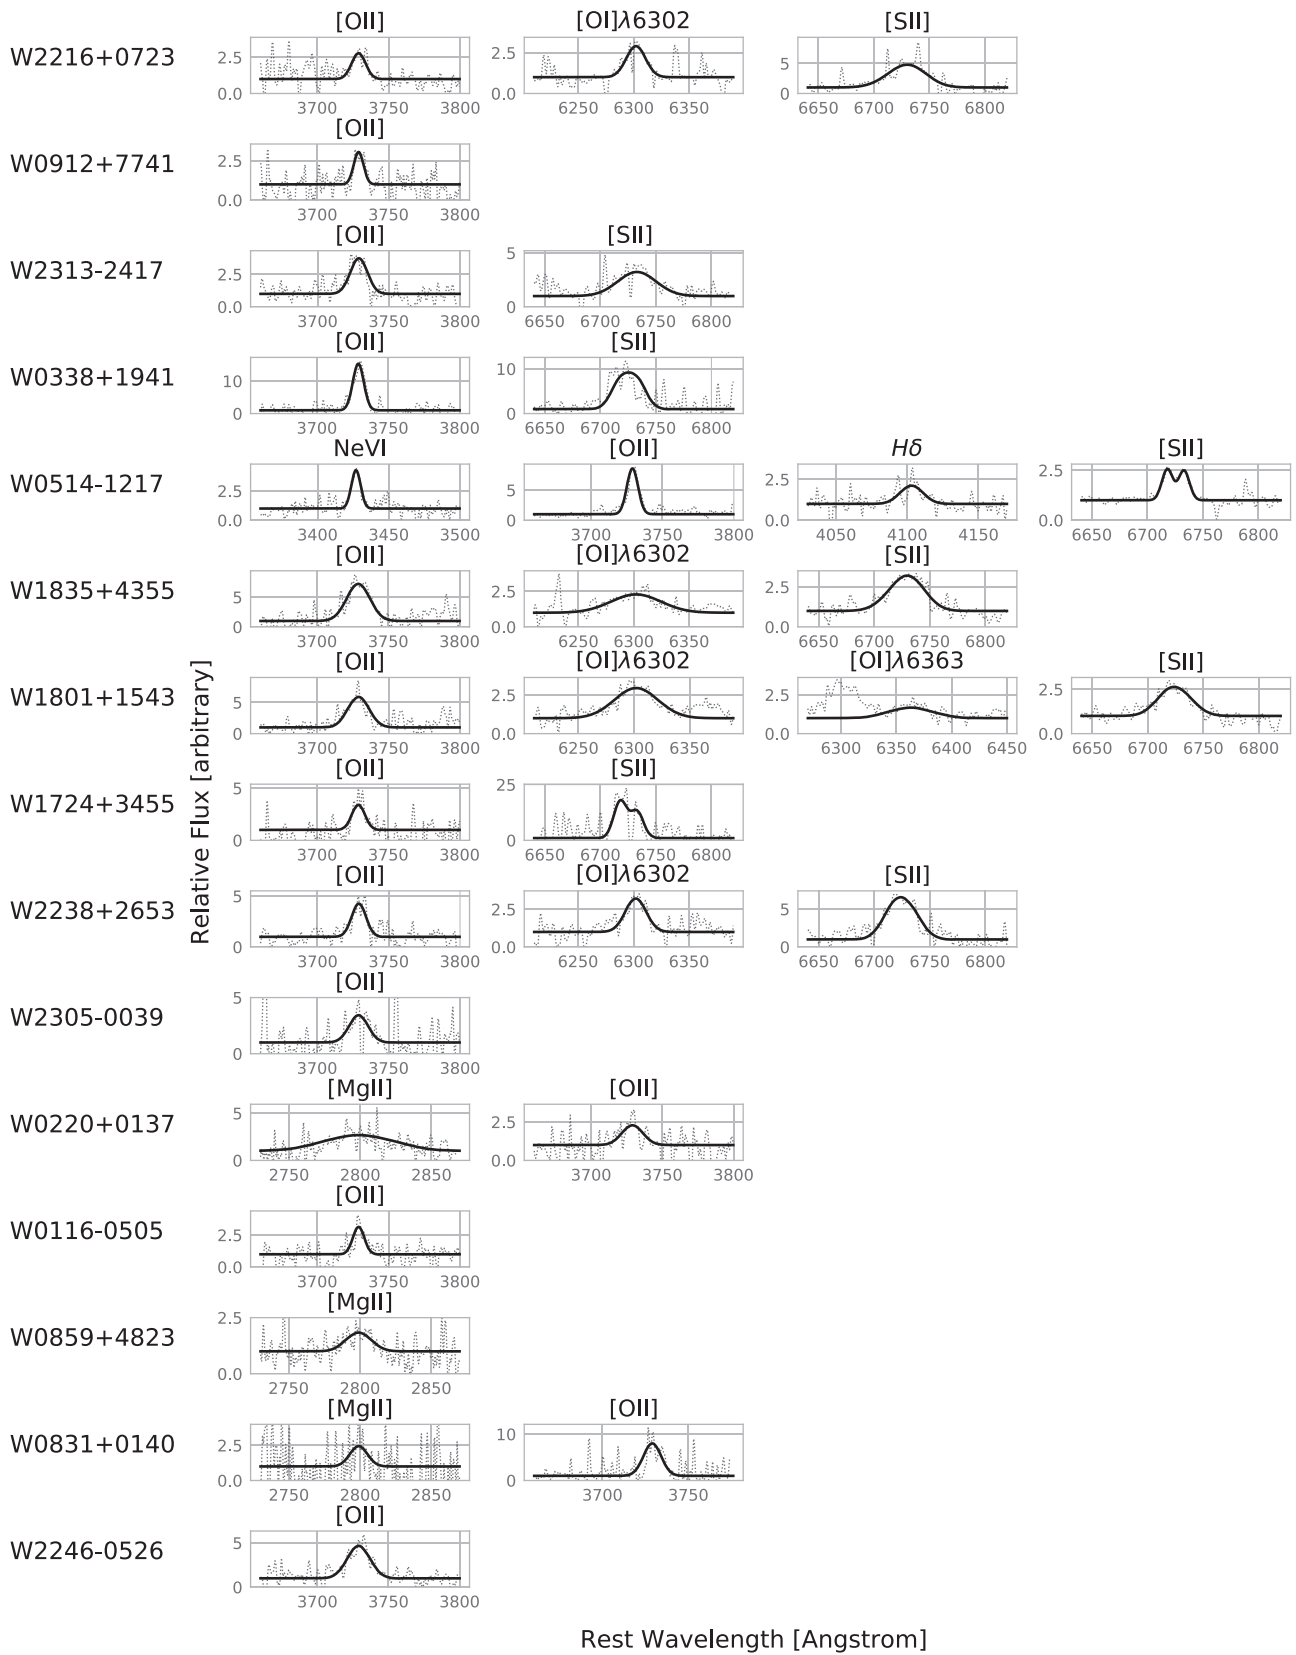 [OII] [OI]λ6302 [SII]
W2216+0723
2.5 0.0 2.5 0.0 5 0
3700 3750 3800 6250 6300 6350 6650 6700 6750 6800
[OII]
W0912+7741
2.5 0.0
3700 3750 3800
[OII] [SII]
W2313-2417
2.5 0.0 5 0
3700 3750 3800 6650 6700 6750 6800
[OII] [SII]
W0338+1941
10 0 10 0
3700 3750 3800 6650 6700 6750 6800
NeVI [OII] Hδ [SII]
W0514-1217
2.5 0.0 5 0 2.5 0.0 2.5 0.0
3400 3450 3500 3700 3750 3800 4050 4100 4150 6650 6700 6750 6800
[OII] [OI]λ6302 [SII]
W1835+4355
5 0 2.5 0.0 2.5 0.0
3700 3750 3800 6250 6300 6350 6650 6700 6750 6800
[OII] [OI]λ6302 [OI]λ6363 [SII]
W1801+1543
5 0 2.5 0.0 2.5 0.0 2.5 0.0
3700 3750 3800 6250 6300 6350 6300 6350 6400 6450 6650 6700 6750 6800
[OII] [SII]
W1724+3455
5 0 25 0
3700 3750 3800 6650 6700 6750 6800
[OII] [OI]λ6302 [SII]
W2238+2653
5 0 2.5 0.0 5 0
3700 3750 3800 6250 6300 6350 6650 6700 6750 6800
[OII]
W2305-0039
5 0
3700 3750 3800
[MgII] [OII]
W0220+0137
5 0 2.5 0.0
2750 2800 2850 3700 3750 3800
[OII]
W0116-0505
2.5 0.0
3700 3750 3800
[MgII]
W0859+4823
2.5 0.0
2750 2800 2850
[MgII] [OII]
W0831+0140
2.5 0.0 10 0
2750 2800 2850 3700 3750
[OII]
W2246-0526
5 0
3700 3750 3800
Relative Flux [arbitrary]
Rest Wavelength [Angstrom]